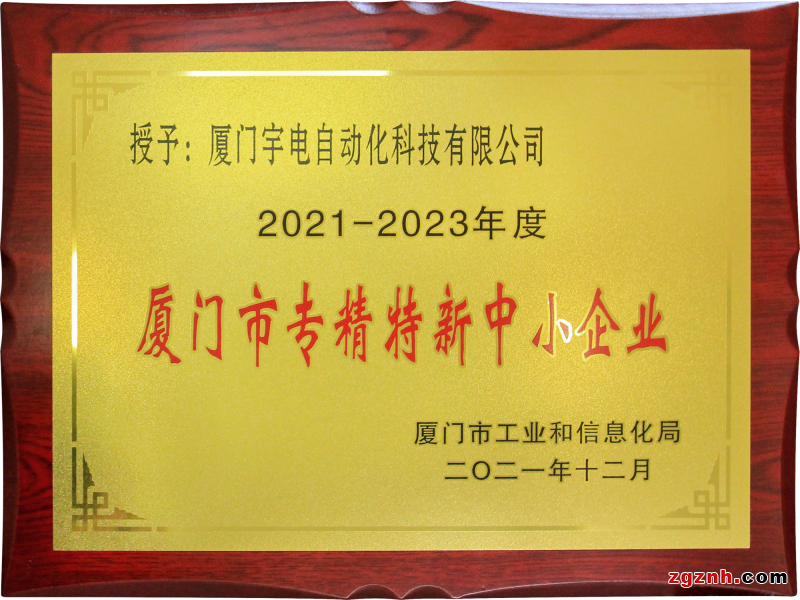 授予：厦门宇电自动化科技有限公司
2021-2023年度
厦门市专精特新中小企业
厦门市工业和信息化局
二〇二一年十二月
zgznh.com